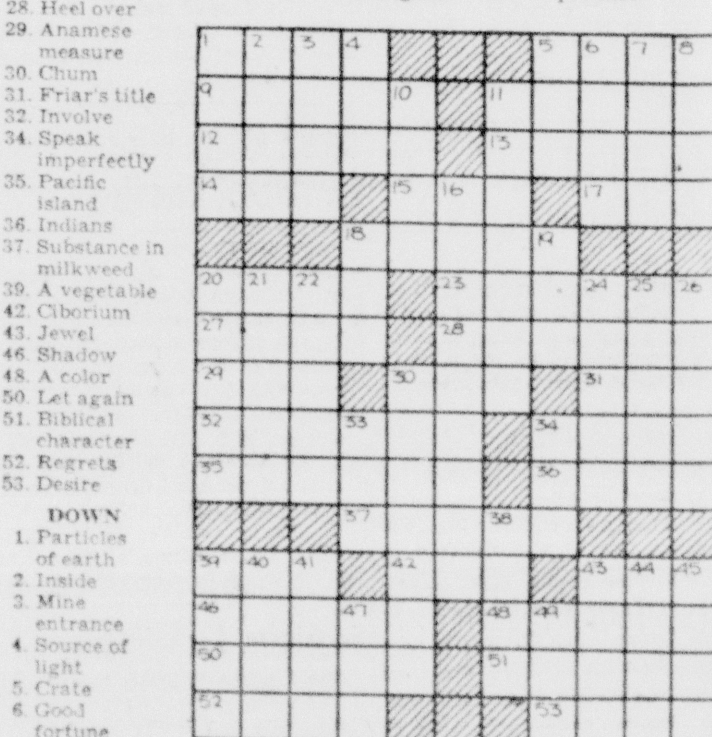 28. Heel over
29. Anamese
measure
30. Chum
31. Friar's title
32. Involve
34. Speak
imperfectly
35. Pacific
island
36. Indians
37. Substance in
milkweed
39. A vegetable
42. Ciborium
43. Jewel
46. Shadow
48. A color
50. Let again
51. Biblical
character
52. Regrets
53. Desire
DOWN
1. Particles
of earth
2. Inside
3. Mine
entrance
4. Source of
light
5. Crate
6. Good
fortune
1 2 3 4 5 6 7 8
9 10 11
12 13
14 15 16 17
18 19
20 21 22 23 24 25 26
27 28
29 30 31
32 33 34
35 36
37 38
39 40 41 42 43 44 45
46 47 48 49
50 51
52 53